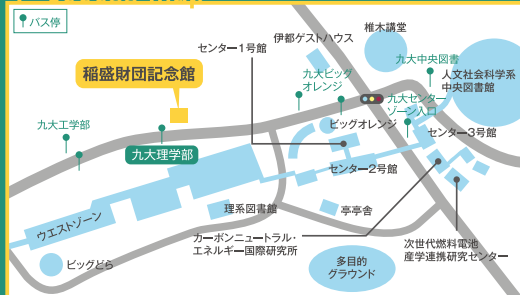 バス停
稲盛財団記念館
センター1号館
伊都ゲストハウス
椎木講堂
九大中央図書
人文社会科学系
中央図書館
九大ビッグ
オレンジ
九大センター
ゾーン入口
九大工学部
九大理学部
ビッグオレンジ
センター3号館
センター2号館
理系図書館
亭亭舎
ウエストゾーン
カーボンニュートラル・
エネルギー国際研究所
次世代燃料電池
産学連携研究センター
ビッグどら
多目的
グラウンド